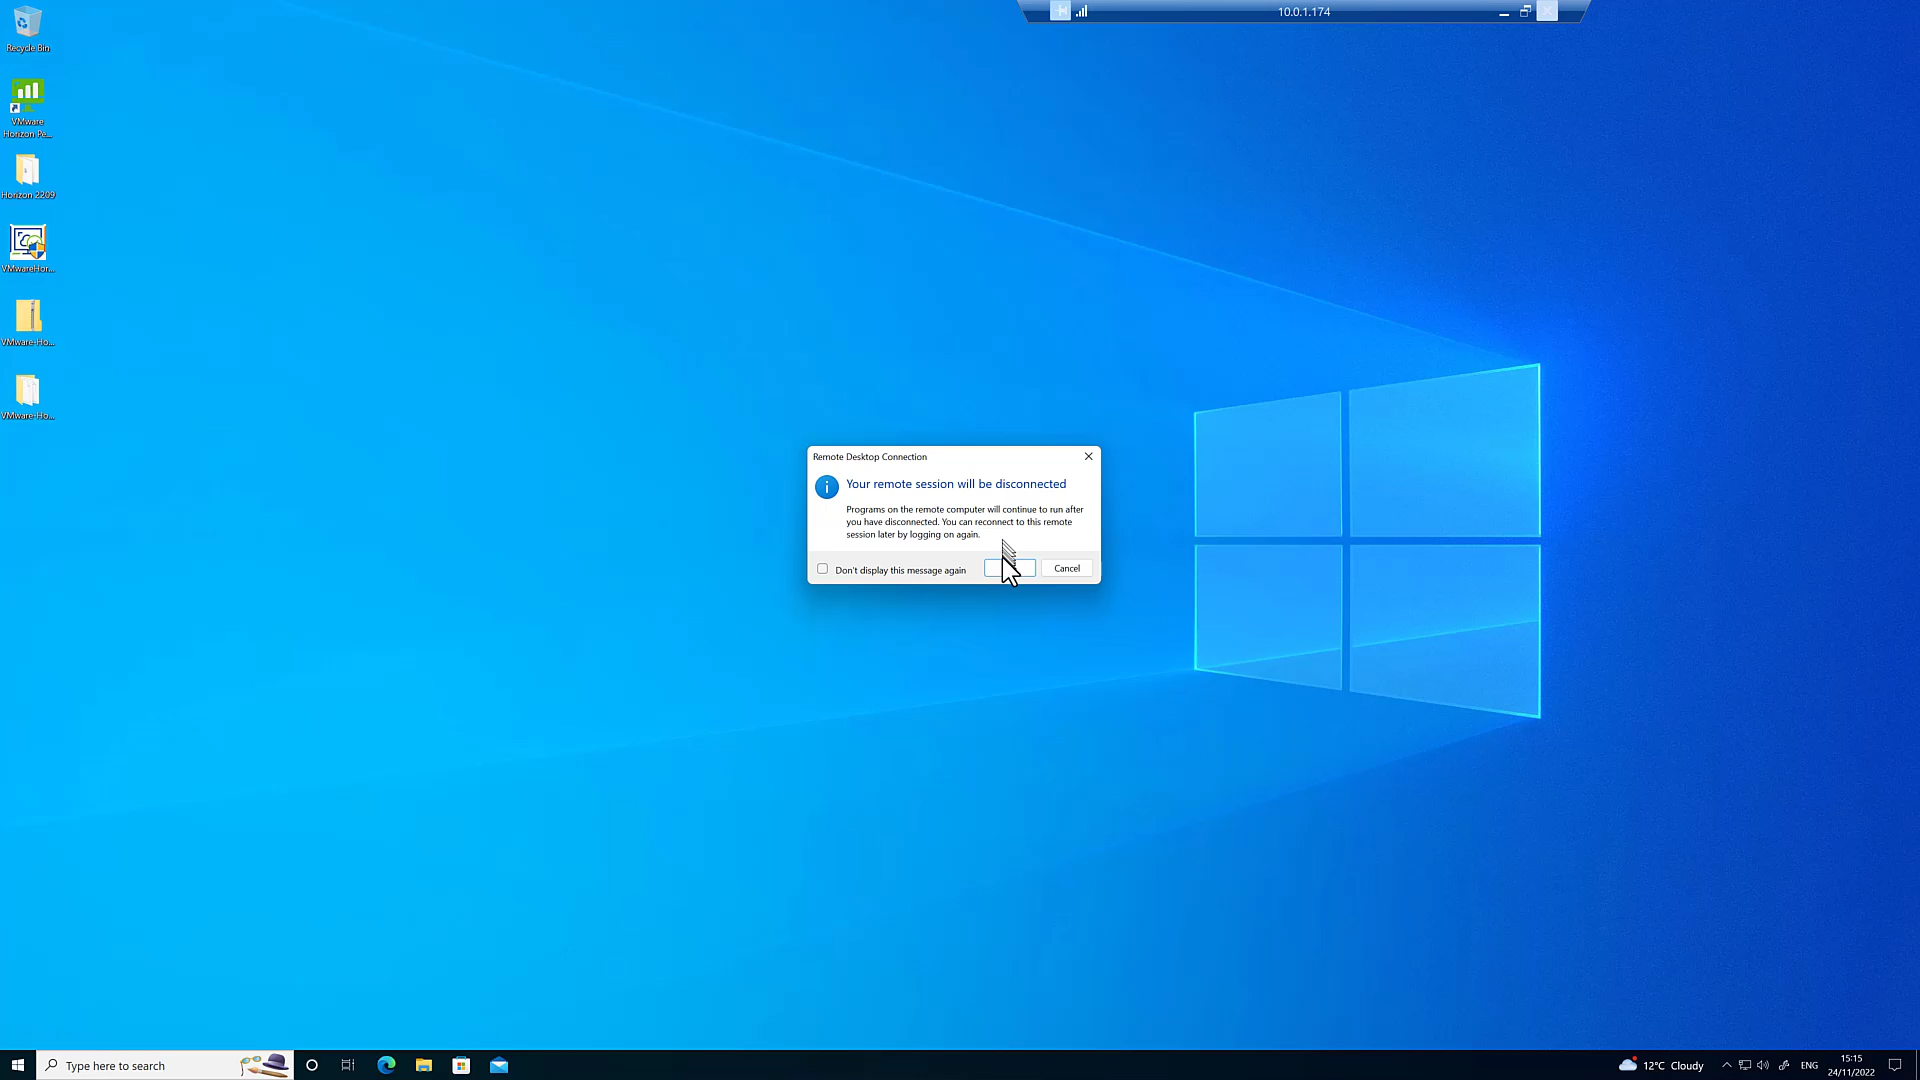 10.0.1.174
Recycle Bin
VMware
Horizon Pe...
Horizon 2209
VMwareHor...
VMware-Ho...
VMware-Ho...
Remote Desktop Connection
Your remote session will be disconnected
Programs on the remote computer will continue to run after
you have disconnected. You can reconnect to this remote
session later by logging on again.
Don't display this message again
Cancel
Type here to search
12°C Cloudy
ENG
15:15
24/11/2022